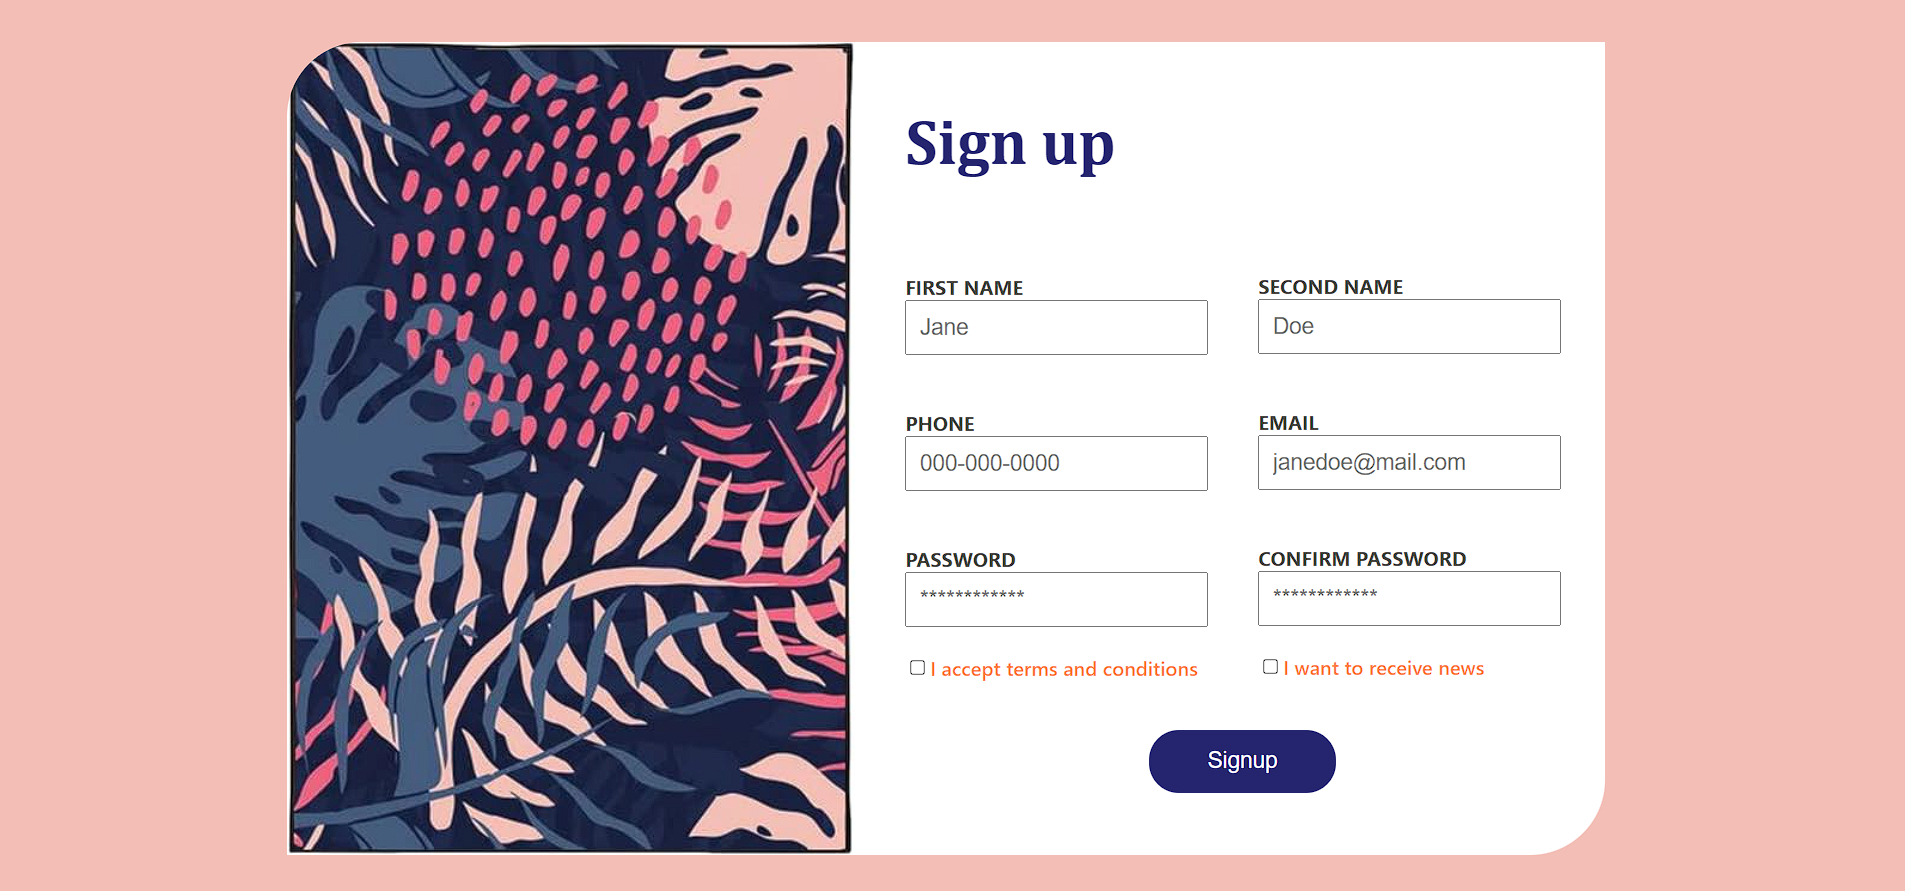 Sign up
FIRST NAME
Jane
SECOND NAME
Doe
PHONE
000-000-0000
EMAIL
janedoe@mail.com
PASSWORD
************
CONFIRM PASSWORD
************
I accept terms and conditions
I want to receive news
Signup